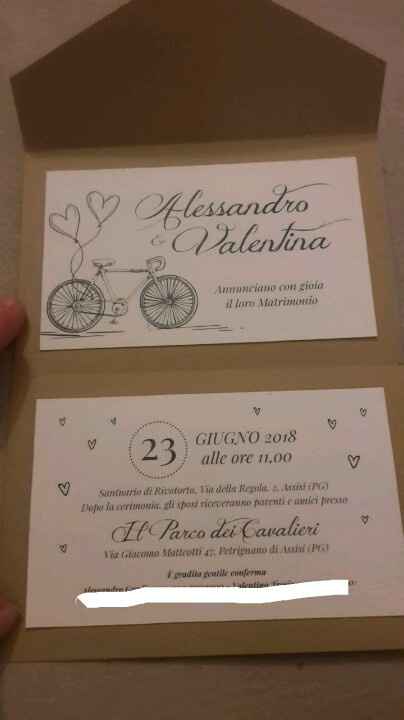 Alessandro
& Valentina
Annunciano con gioia
il loro Matrimonio
23 GIUGNO 2018
alle ore 11,00
Santuario di Rivotorto, Via della Regola, 2, Assisi (PG)
Dopo la cerimonia, gli sposi riceveranno parenti e amici presso
Il Parco dei Cavalieri
Via Giacomo Matteotti 47, Petrignano di Assisi (PG)
È gradita gentile conferma